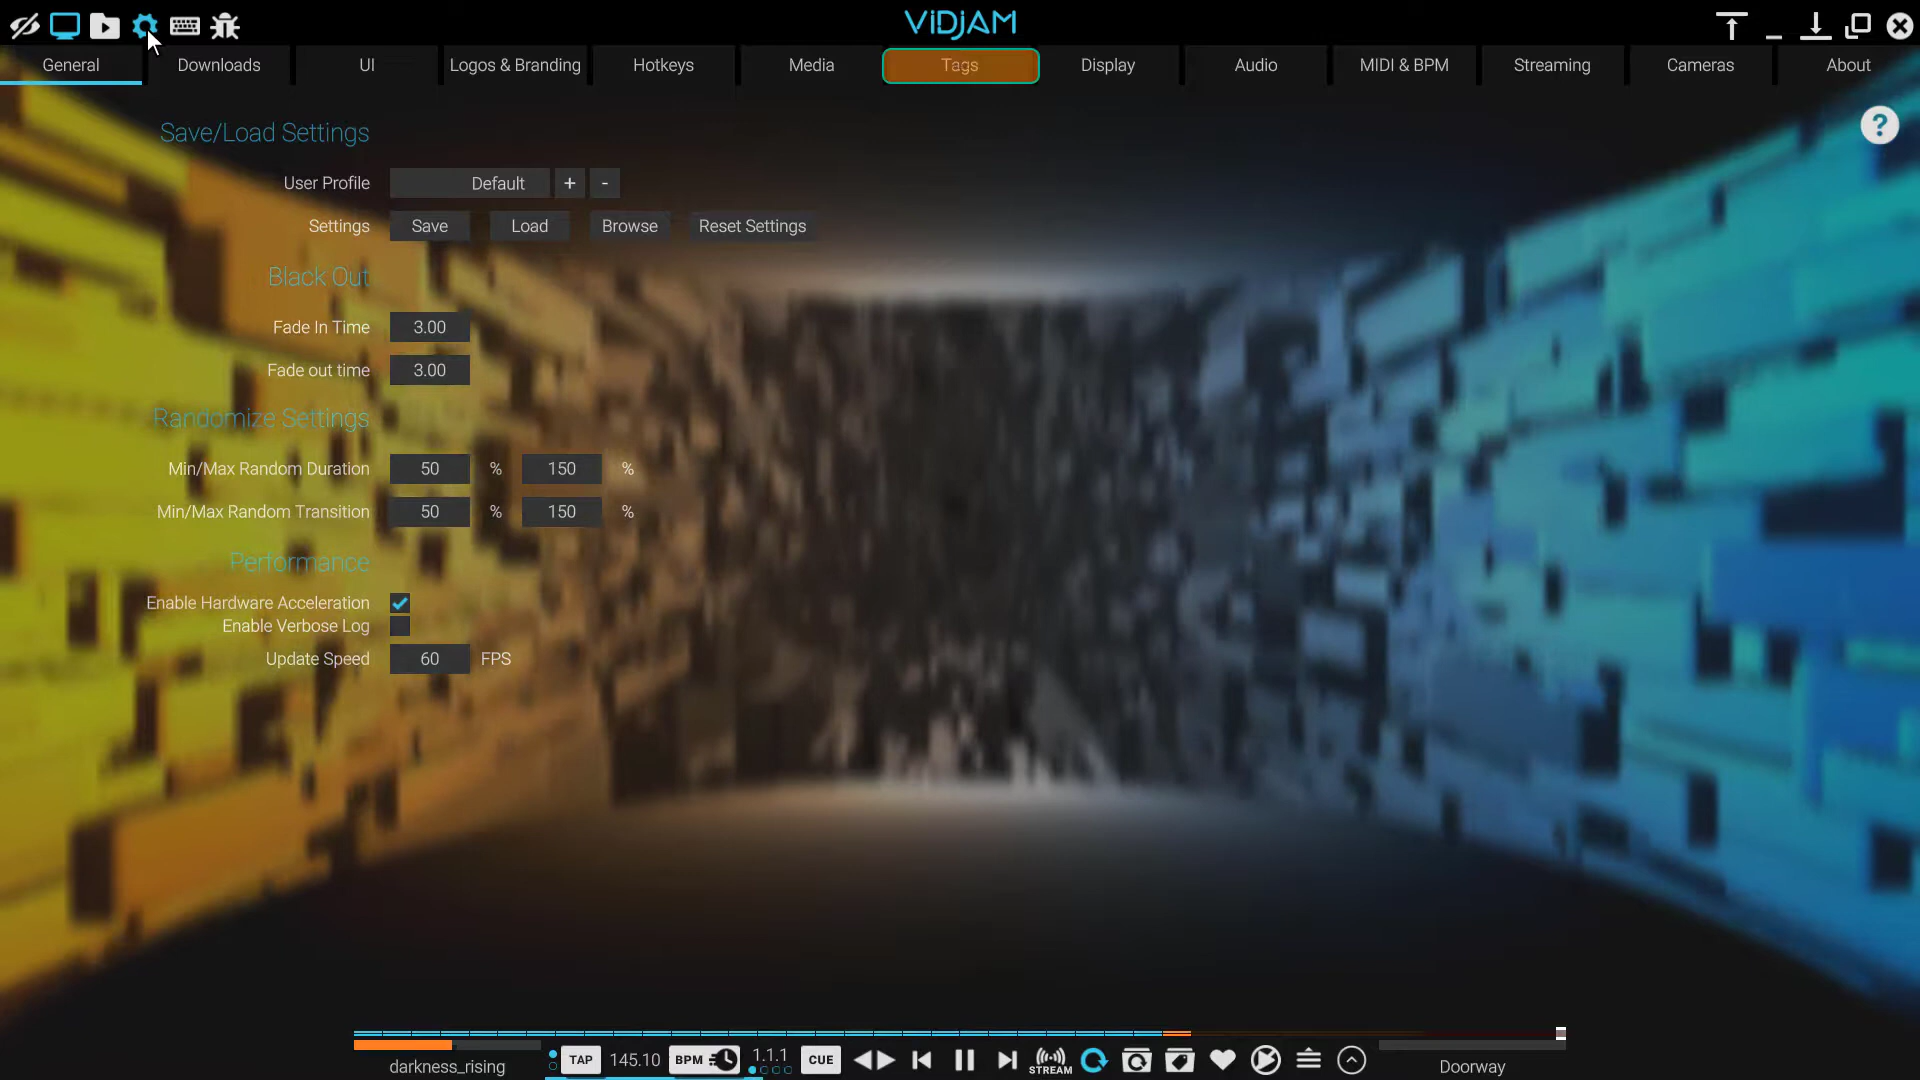 VIDJAM
General Downloads UI Logos & Branding Hotkeys Media Tags Display Audio MIDI & BPM Streaming Cameras About
?
Save/Load Settings
User Profile Default + -
Settings Save Load Browse Reset Settings
Black Out
Fade In Time 3.00
Fade out time 3.00
Randomize Settings
Min/Max Random Duration 50 % 150 %
Min/Max Random Transition 50 % 150 %
Performance
Enable Hardware Acceleration
Enable Verbose Log
Update Speed 60 FPS
darkness_rising TAP 145.10 BPM 1.1.1 CUE STREAM Doorway